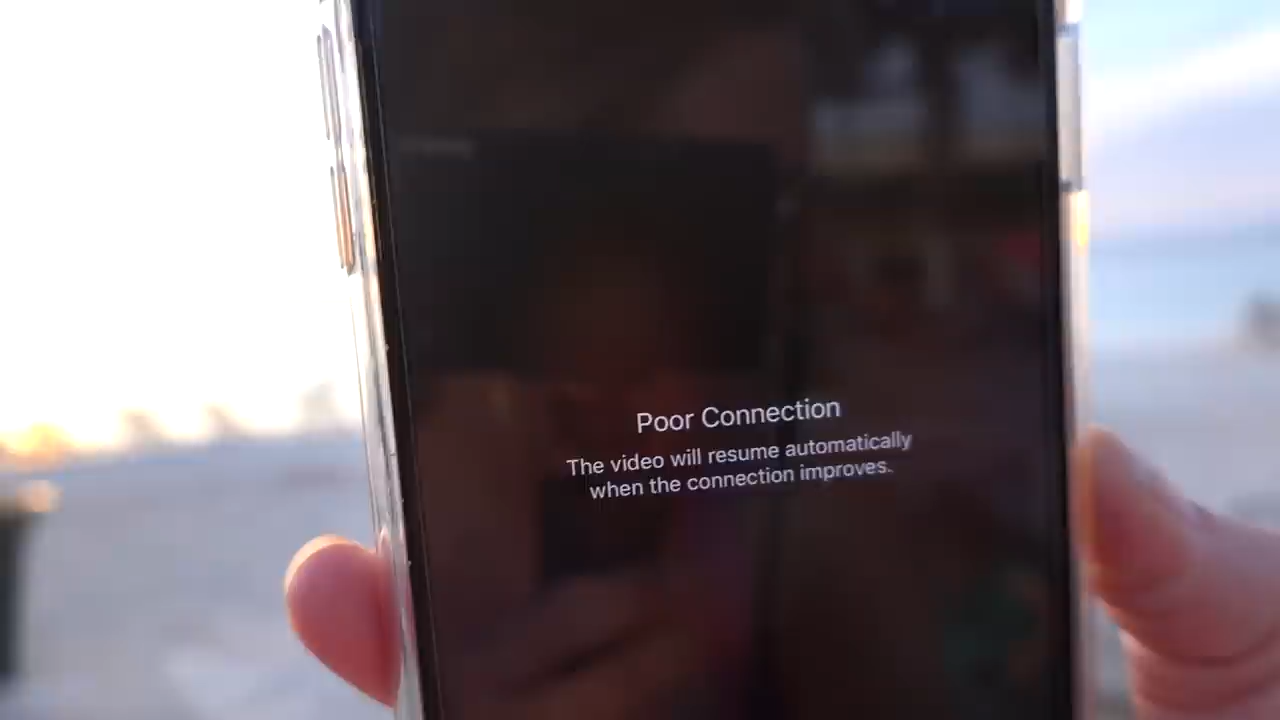 Poor Connection
The video will resume automatically
when the connection improves.